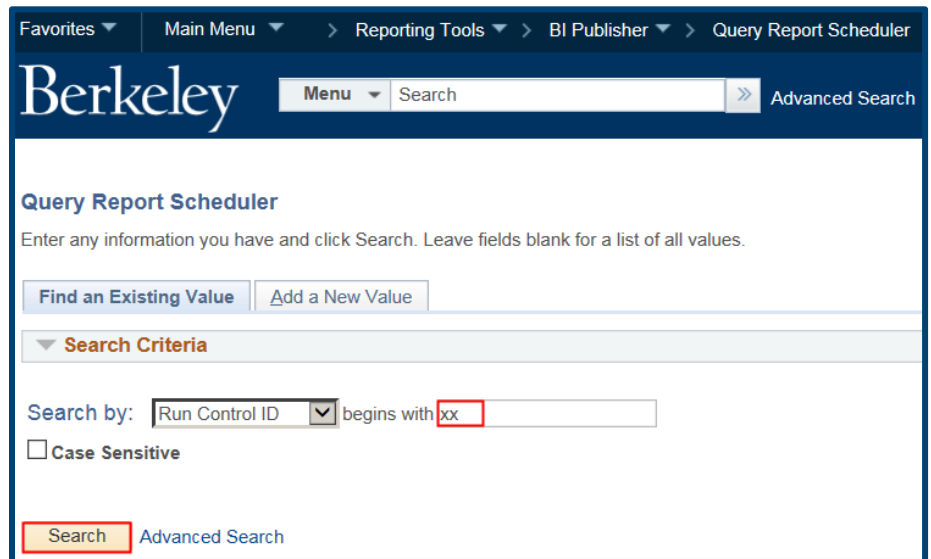 Favorites Main Menu > Reporting Tools > BI Publisher > Query Report Scheduler
Berkeley Menu Search Advanced Search
Query Report Scheduler
Enter any information you have and click Search. Leave fields blank for a list of all values.
Find an Existing Value Add a New Value
Search Criteria
Search by: Run Control ID begins with xx
Case Sensitive
Search Advanced Search